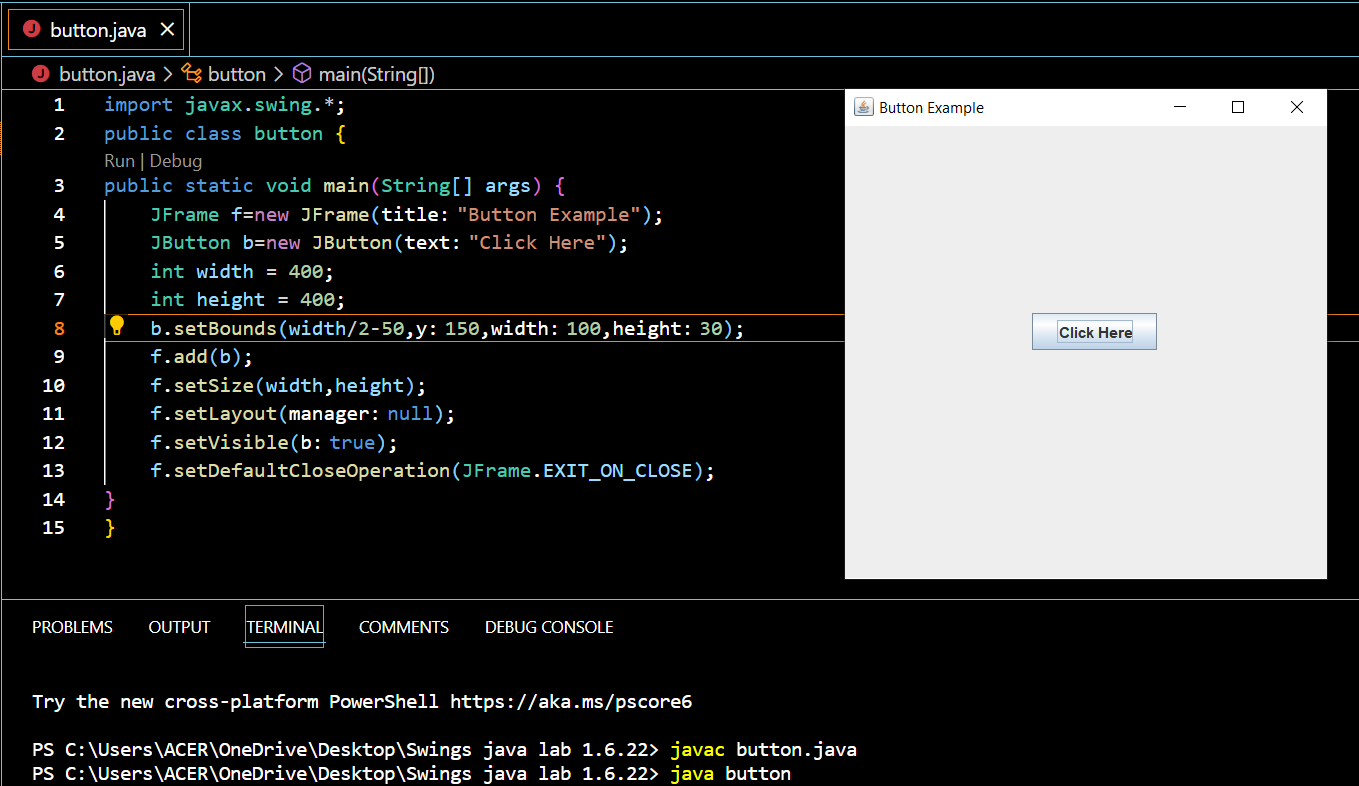 button.java
button.java > button > main(String[])
1 import javax.swing.*;
2 public class button {
Run | Debug
3 public static void main(String[] args) {
4 JFrame f=new JFrame(title: "Button Example");
5 JButton b=new JButton(text: "Click Here");
6 int width = 400;
7 int height = 400;
8 b.setBounds(width/2-50,y: 150,width: 100,height: 30);
9 f.add(b);
10 f.setSize(width,height);
11 f.setLayout(manager: null);
12 f.setVisible(b: true);
13 f.setDefaultCloseOperation(JFrame.EXIT_ON_CLOSE);
14 }
15 }
Button Example
Click Here
PROBLEMS OUTPUT TERMINAL COMMENTS DEBUG CONSOLE
Try the new cross-platform PowerShell https://aka.ms/pscore6
PS C:\Users\ACER\OneDrive\Desktop\Swings java lab 1.6.22> javac button.java
PS C:\Users\ACER\OneDrive\Desktop\Swings java lab 1.6.22> java button